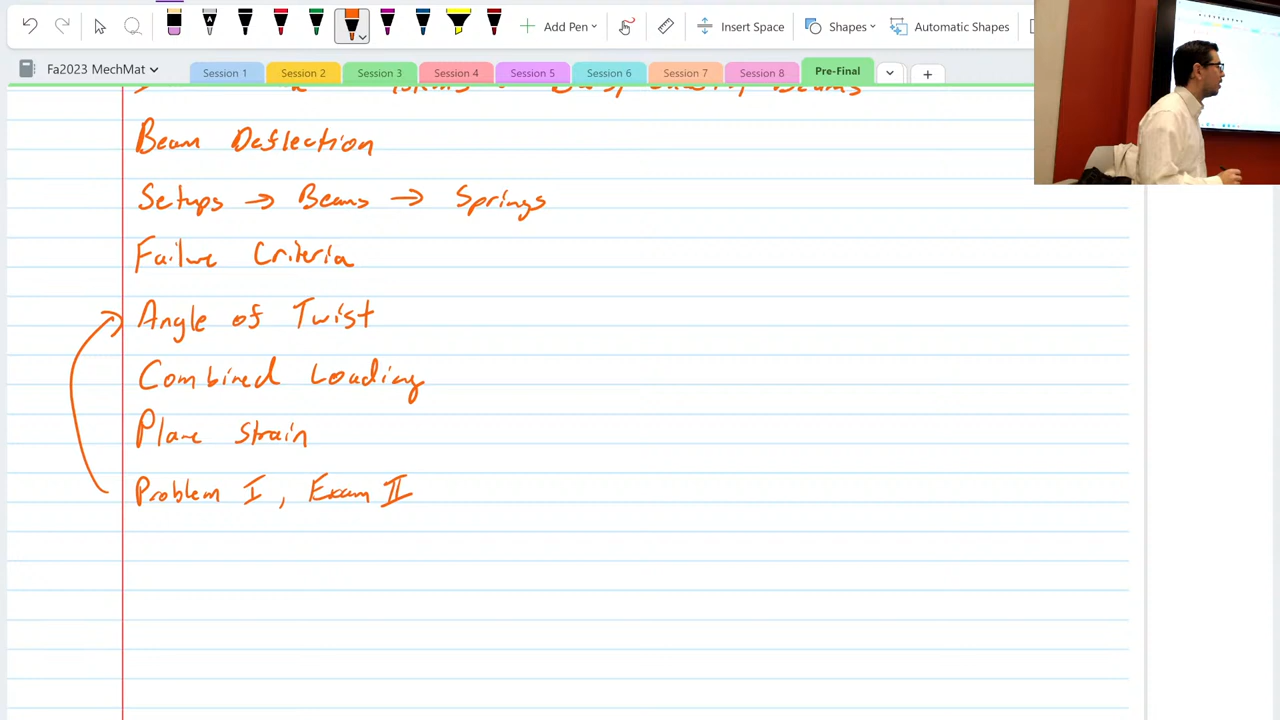 Add Pen
Insert Space
Shapes
Automatic Shapes
Fa2023 MechMat
Session 1
Session 2
Session 3
Session 4
Session 5
Session 6
Session 7
Session 8
Pre-Final
Beams
Beam Deflection
Setups → Beams → Springs
Failure Criteria
Angle of Twist
Combined Loading
Plane Strain
Problem I, Exam II